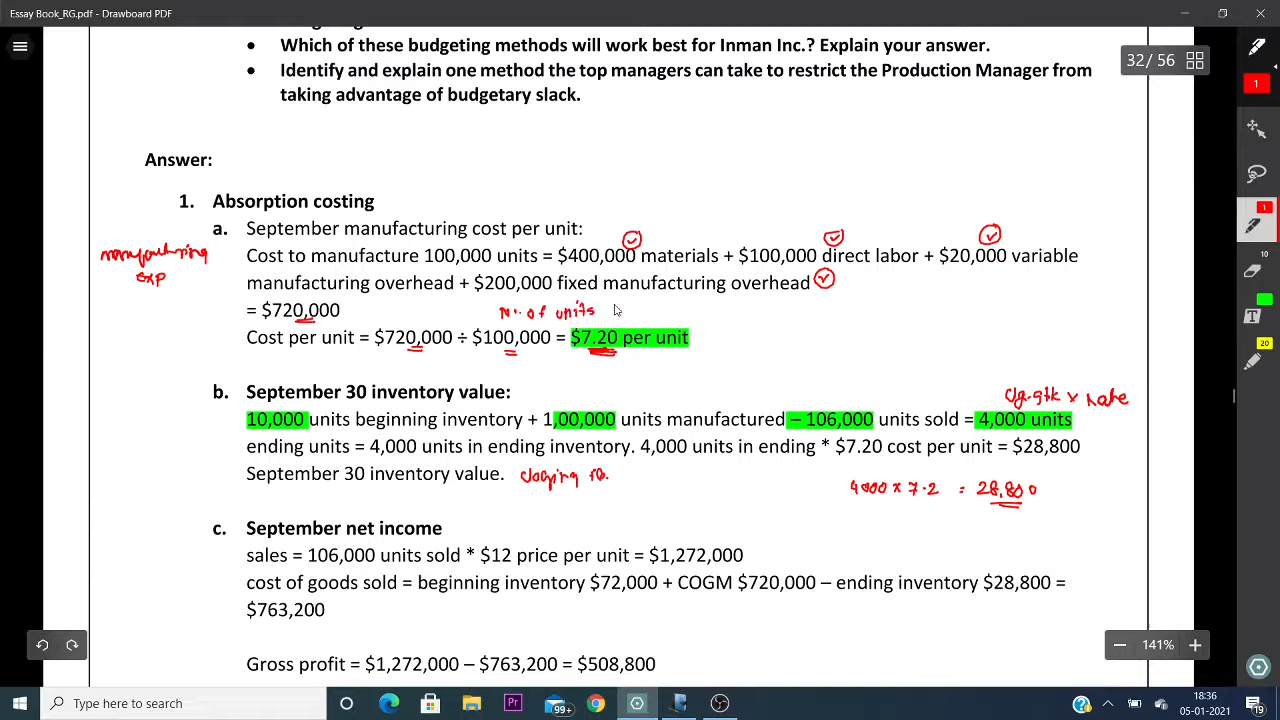 Essay Book_RG.pdf - Drawboard PDF
Which of these budgeting methods will work best for Inman Inc.? Explain your answer.
32 / 56
Identify and explain one method the top managers can take to restrict the Production Manager from
taking advantage of budgetary slack.
1
Answer:
1. Absorption costing
a. September manufacturing cost per unit:
manufacturing
exp
Cost to manufacture 100,000 units = $400,000 materials + $100,000 direct labor + $20,000 variable
manufacturing overhead + $200,000 fixed manufacturing overhead
= $720,000
No. of units
Cost per unit = $720,000 ÷ $100,000 = $7.20 per unit
b. September 30 inventory value:
10,000 units beginning inventory + 1,00,000 units manufactured – 106,000 units sold = 4,000 units
ending units = 4,000 units in ending inventory. 4,000 units in ending * $7.20 cost per unit = $28,800
September 30 inventory value.
4000 x 7.2 = 28,800
c. September net income
sales = 106,000 units sold * $12 price per unit = $1,272,000
cost of goods sold = beginning inventory $72,000 + COGM $720,000 – ending inventory $28,800 =
$763,200
Gross profit = $1,272,000 – $763,200 = $508,800
1
10
T
20
141%
Type here to search
Pr
99+
18:36
05-01-2021
19